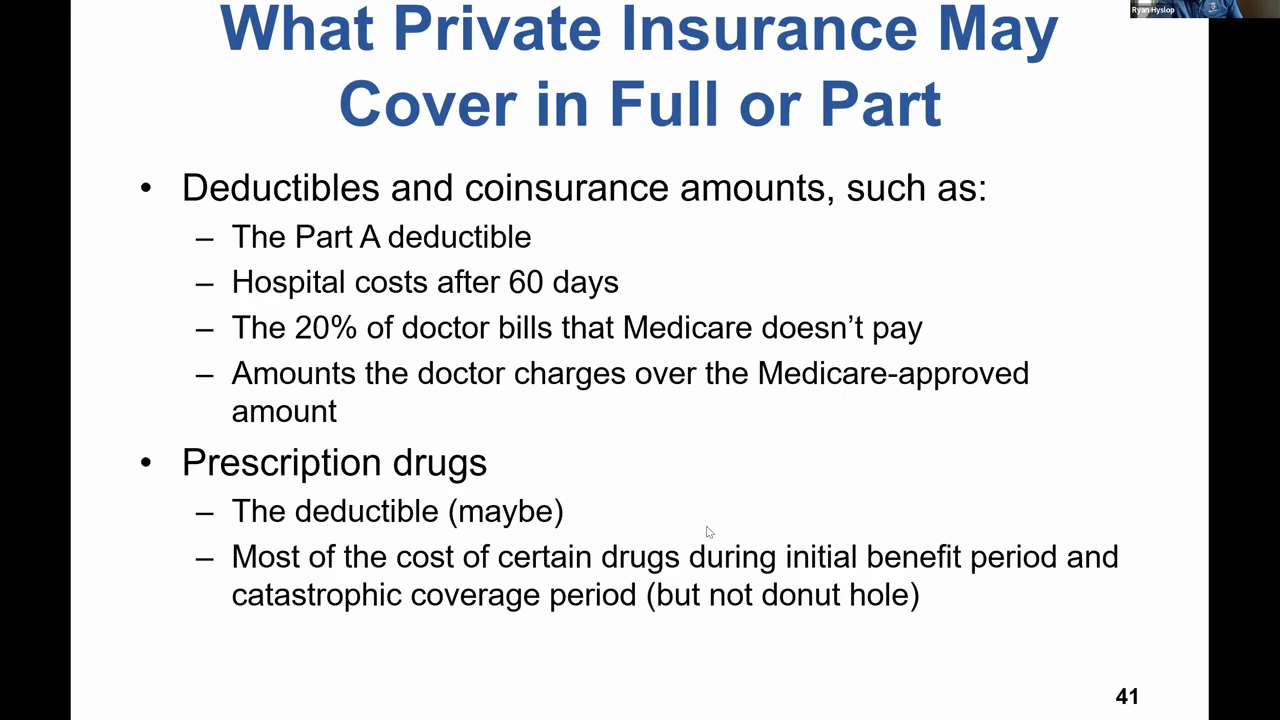 Ryan Hyslop
What Private Insurance May
Cover in Full or Part
• Deductibles and coinsurance amounts, such as:
– The Part A deductible
– Hospital costs after 60 days
– The 20% of doctor bills that Medicare doesn’t pay
– Amounts the doctor charges over the Medicare-approved
amount
• Prescription drugs
– The deductible (maybe)
– Most of the cost of certain drugs during initial benefit period and
catastrophic coverage period (but not donut hole)
41